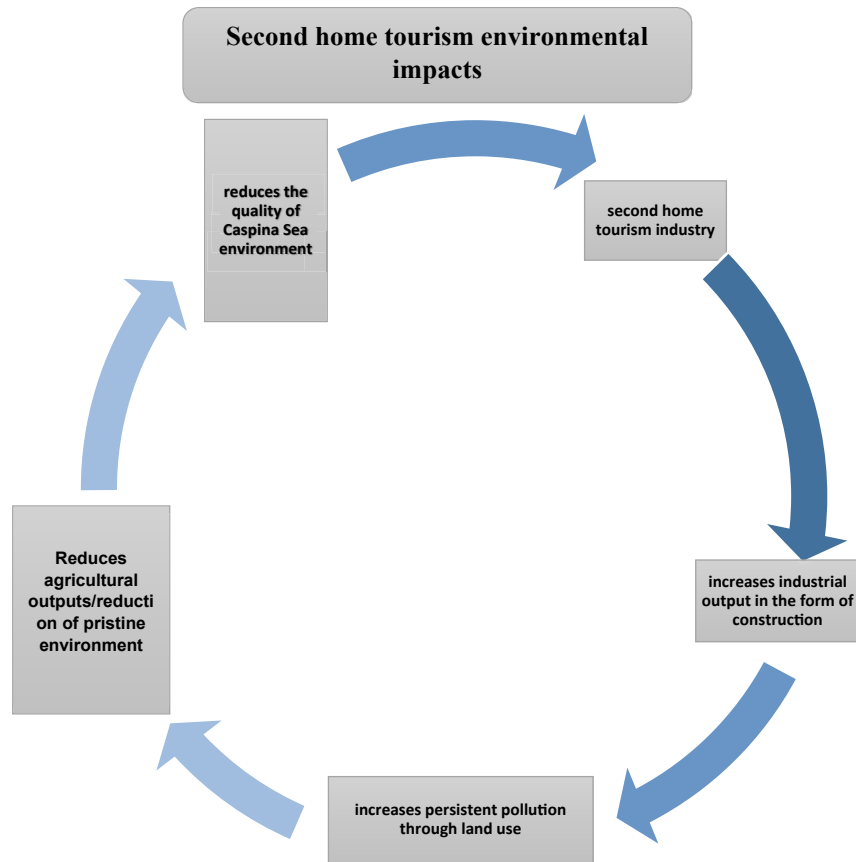 Second home tourism environmental
impacts
reduces the
quality of
Caspina Sea
environment
second home
tourism industry
increases industrial
output in the form of
construction
increases persistent pollution
through land use
Reduces
agricultural
outputs/reducti
on of pristine
environment